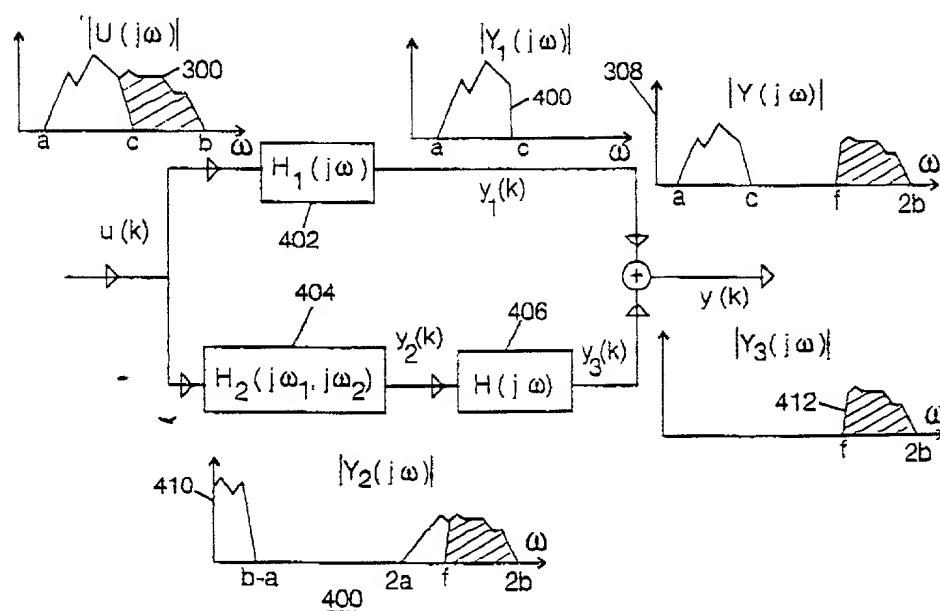 |U(jω)|
300
a c b ω
|Y₁(jω)|
400
a c ω
308
|Y(jω)|
a c f 2b ω
H₁(jω)
402
y₁(k)
u(k)
+
y(k)
404
H₂(jω₁, jω₂)
y₂(k)
406
H(jω)
y₃(k)
|Y₃(jω)|
412
f 2b ω
410
|Y₂(jω)|
b-a 2a f 2b ω
400